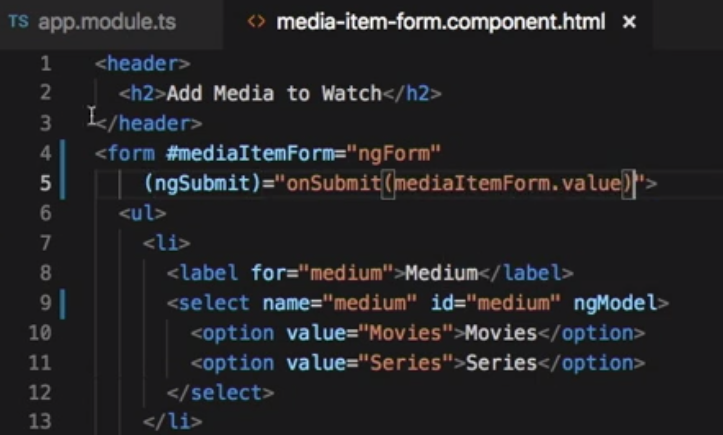 TS app.module.ts
<> media-item-form.component.html ×
1 <header>
2 <h2>Add Media to Watch</h2>
3 </header>
4 <form #mediaItemForm="ngForm"
5 (ngSubmit)="onSubmit(mediaItemForm.value)">
6 <ul>
7 <li>
8 <label for="medium">Medium</label>
9 <select name="medium" id="medium" ngModel>
10 <option value="Movies">Movies</option>
11 <option value="Series">Series</option>
12 </select>
13 </li>